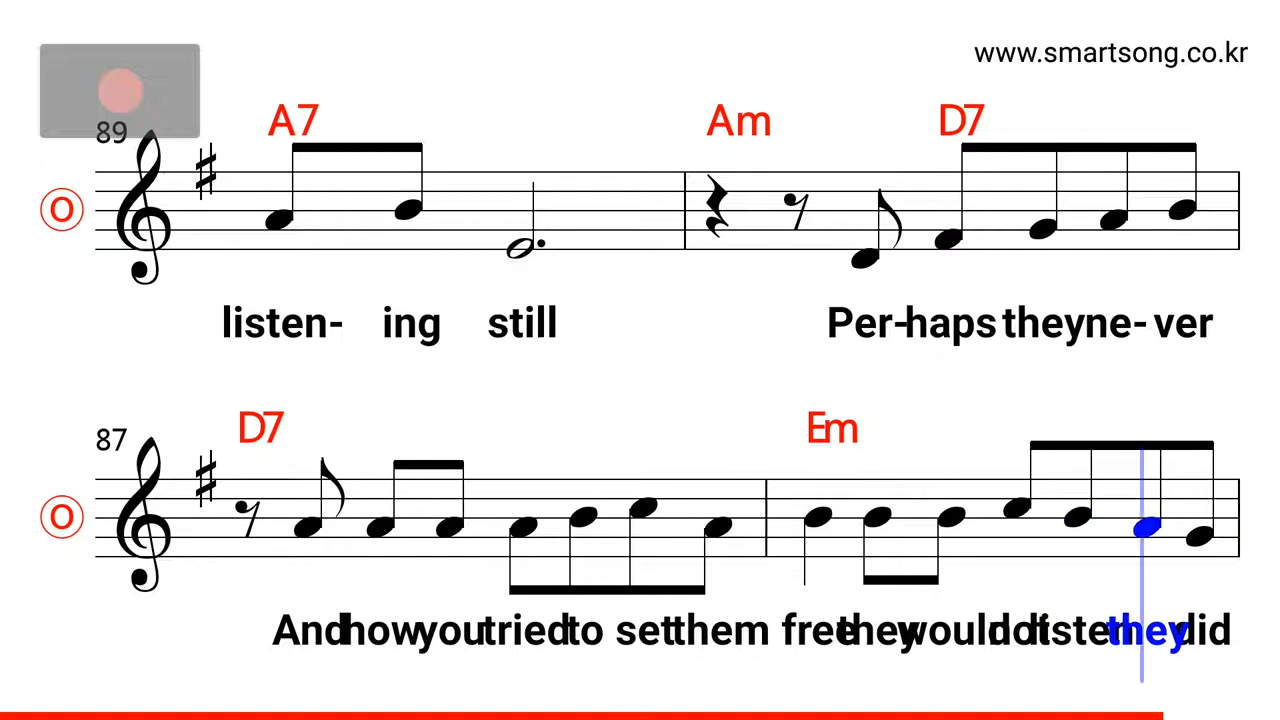 www.smartsong.co.kr
A7 Am D7
89
O
listen- ing still Per-haps they ne- ver
D7 Em
87
O
And how you tried to set them free they would not listen they did